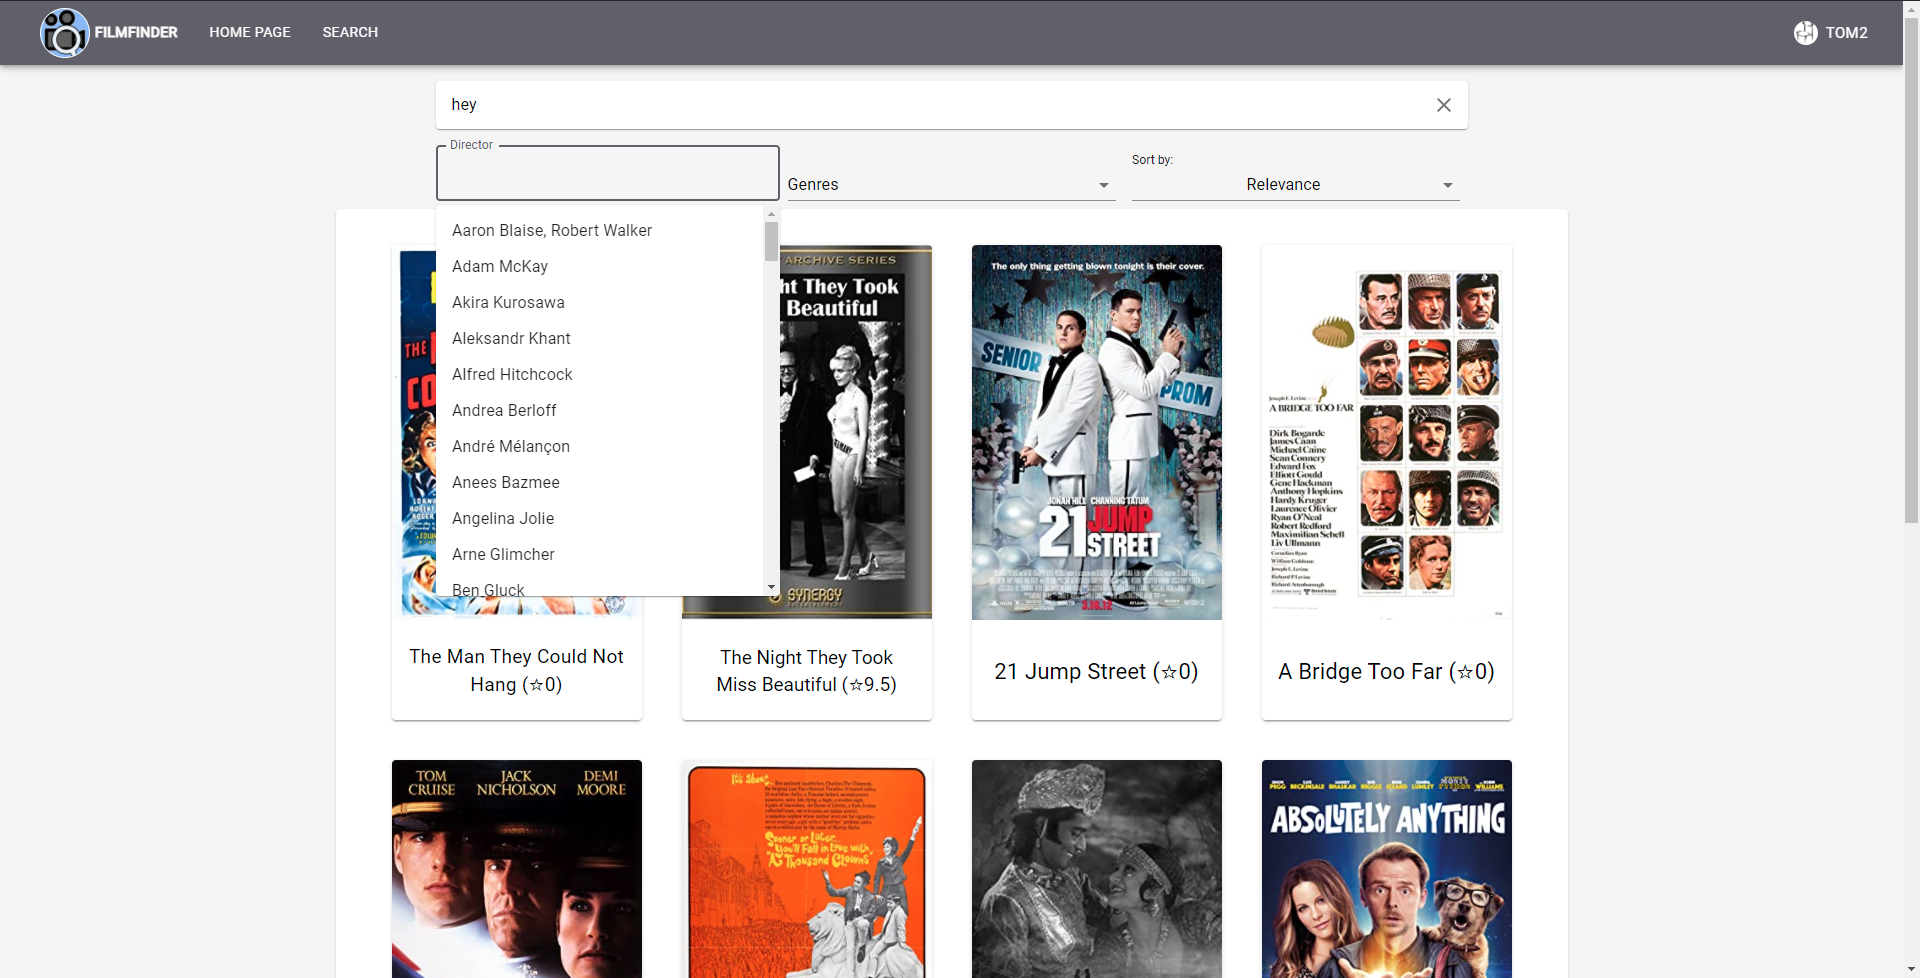 FILMFINDER
HOME PAGE
SEARCH
TOM2
hey
Director
Genres
Sort by:
Relevance
Aaron Blaise, Robert Walker
Adam McKay
Akira Kurosawa
Aleksandr Khant
Alfred Hitchcock
Andrea Berloff
André Mélançon
Anees Bazmee
Angelina Jolie
Arne Glimcher
Ben Gluck
THE
ARCHIVE SERIES
ht They Took
Beautiful
SYNERGY
The only thing getting blown tonight is their cover.
SENIOR
PROM
JONAH HILL CHANNING TATUM
21 JUMP
STREET
3.16.12
Joseph E. Levine
A BRIDGE TOO FAR
Dirk Bogarde
James Caan
Michael Caine
Sean Connery
Edward Fox
Elliott Gould
Gene Hackman
Anthony Hopkins
Hardy Kruger
Laurence Olivier
Ryan O'Neal
Robert Redford
Maximilian Schell
Liv Ullmann
The Man They Could Not
Hang (☆0)
The Night They Took
Miss Beautiful (☆9.5)
21 Jump Street (☆0)
A Bridge Too Far (☆0)
TOM
CRUISE
JACK
NICHOLSON
DEMI
MOORE
It's About
Sooner or Later
You'll Fall in Love with
"A Thousand Clowns"
ABSOLUTELY ANYTHING